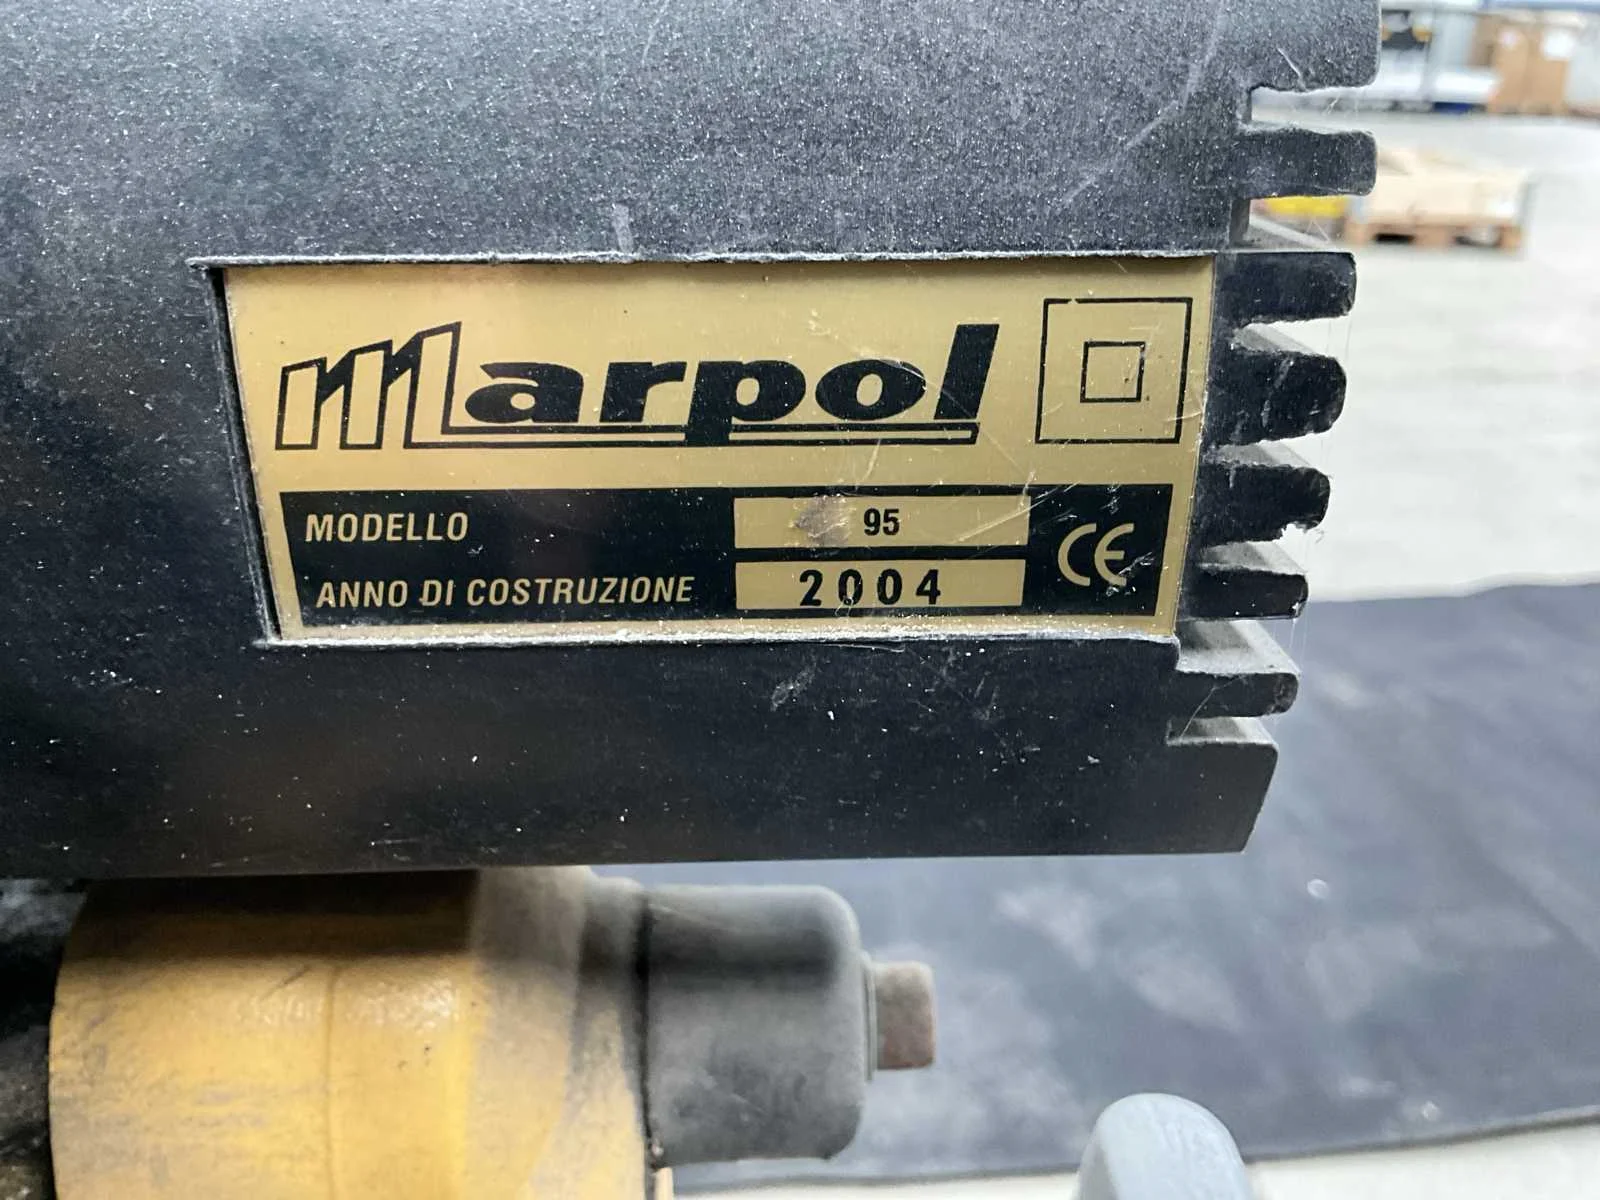 Marpol
MODELLO 95
ANNO DI COSTRUZIONE 2004
CE